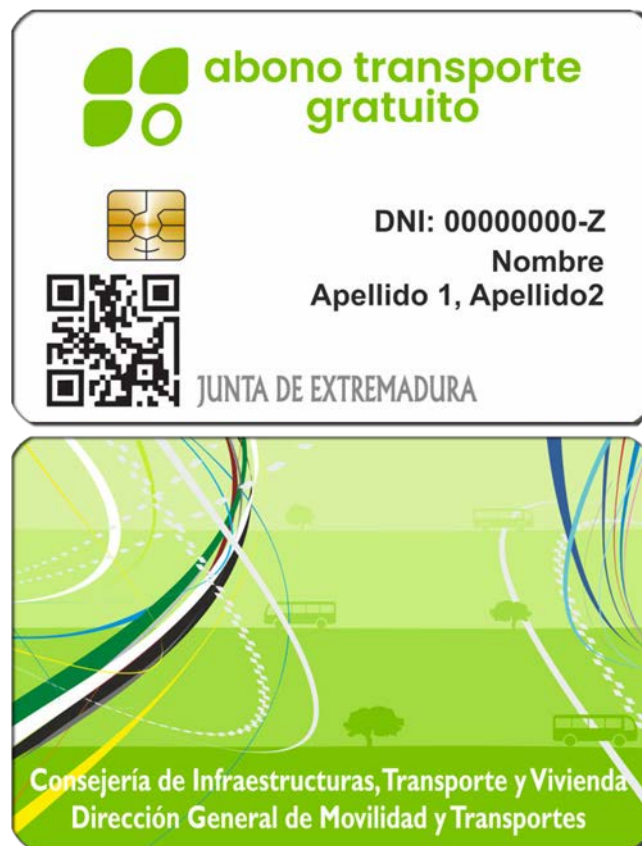 abono transporte
gratuito
DNI: 00000000-Z
Nombre
Apellido 1, Apellido2
JUNTA DE EXTREMADURA
Consejería de Infraestructuras, Transporte y Vivienda
Dirección General de Movilidad y Transportes